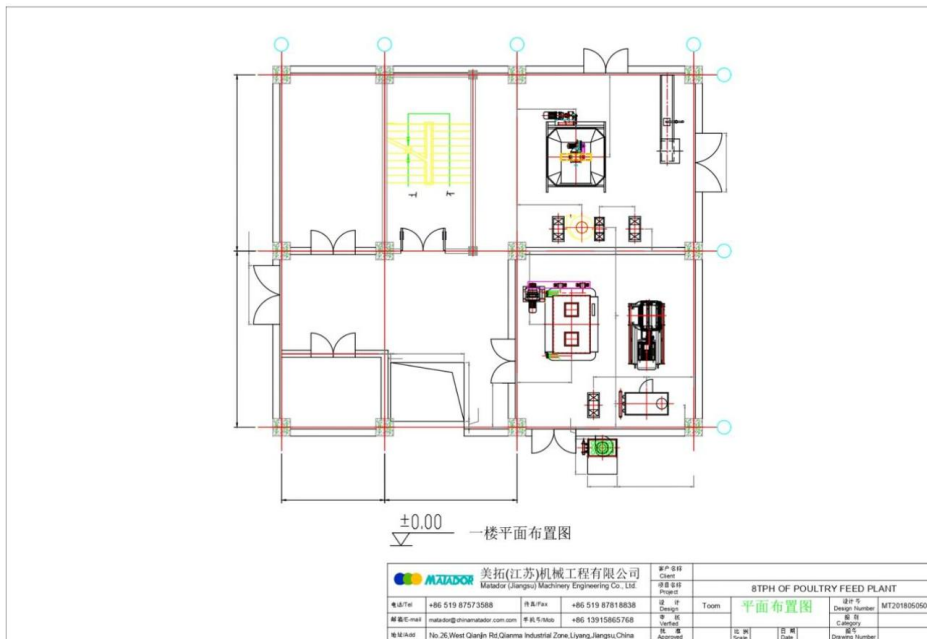 ±0.00
一楼平面布置图
MATADOR
美拓(江苏)机械工程有限公司
Matador (Jiangsu) Machinery Engineering Co., Ltd.
客户名称
Client
项目名称
Project
8TPH OF POULTRY FEED PLANT
电话/Tel
+86 519 87573588
传真/Fax
+86 519 87818838
设 计
Design
Toom
平面布置图
设计号
Design Number
MT201805050
邮箱/E-mail
matador@chinamatador.com
手机号/Mob
+86 13915865768
审 核
Verified
Category
地址/Add
No.26,West Qianjin Rd,Qianma Industrial Zone,Liyang,Jiangsu,China
批 准
Approved
比 例
Scale
日 期
Date
Drawing Number